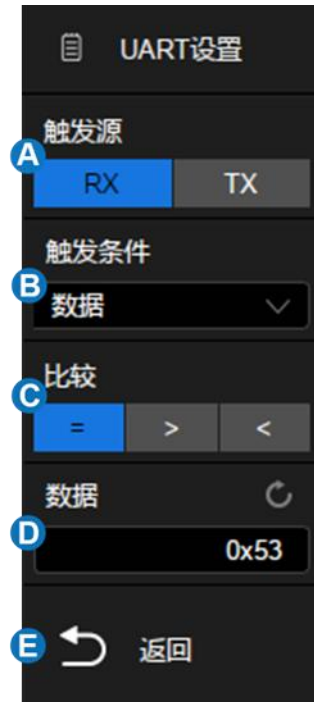 UART设置
触发源
A
RX TX
触发条件
B
数据
比较
C
= > <
数据
D
0x53
E 返回